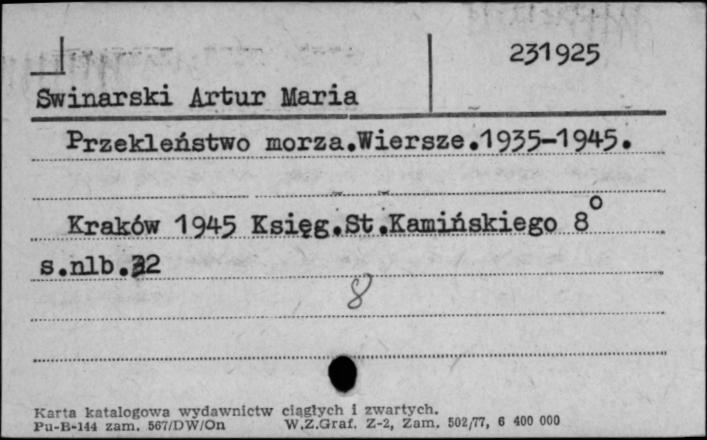 231925
Swinarski Artur Maria
Przekleństwo morza.Wiersze.1935-1945.
Kraków 1945 Księg.St.Kamińskiego 8°
s.nlb.32
8
Karta katalogowa wydawnictw ciągłych i zwartych.
Pu-B-144 zam. 567/DW/On W.Z.Graf. Z-2, Zam. 502/77, 6 400 000